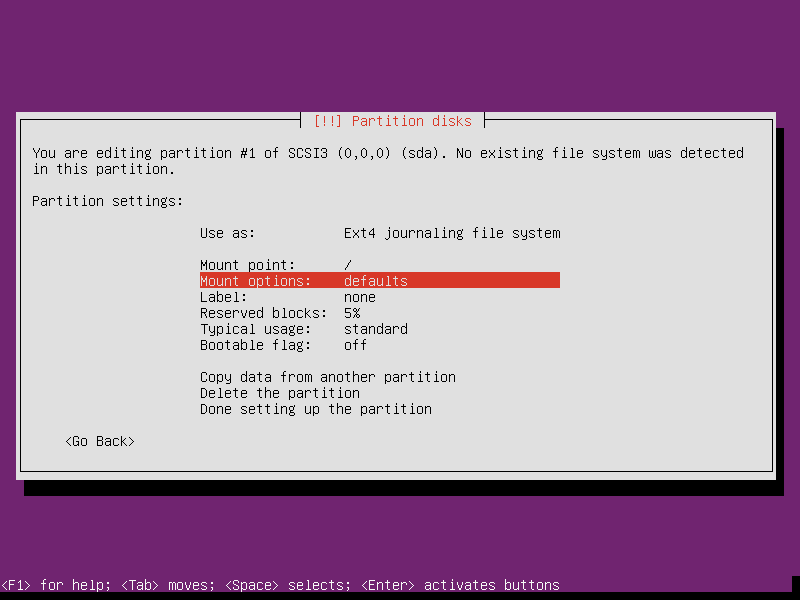 [!!] Partition disks
You are editing partition #1 of SCSI3 (0,0,0) (sda). No existing file system was detected
in this partition.
Partition settings:
Use as: Ext4 journaling file system
Mount point: /
Mount options: defaults
Label: none
Reserved blocks: 5%
Typical usage: standard
Bootable flag: off
Copy data from another partition
Delete the partition
Done setting up the partition
<Go Back>
<F1> for help; <Tab> moves; <Space> selects; <Enter> activates buttons